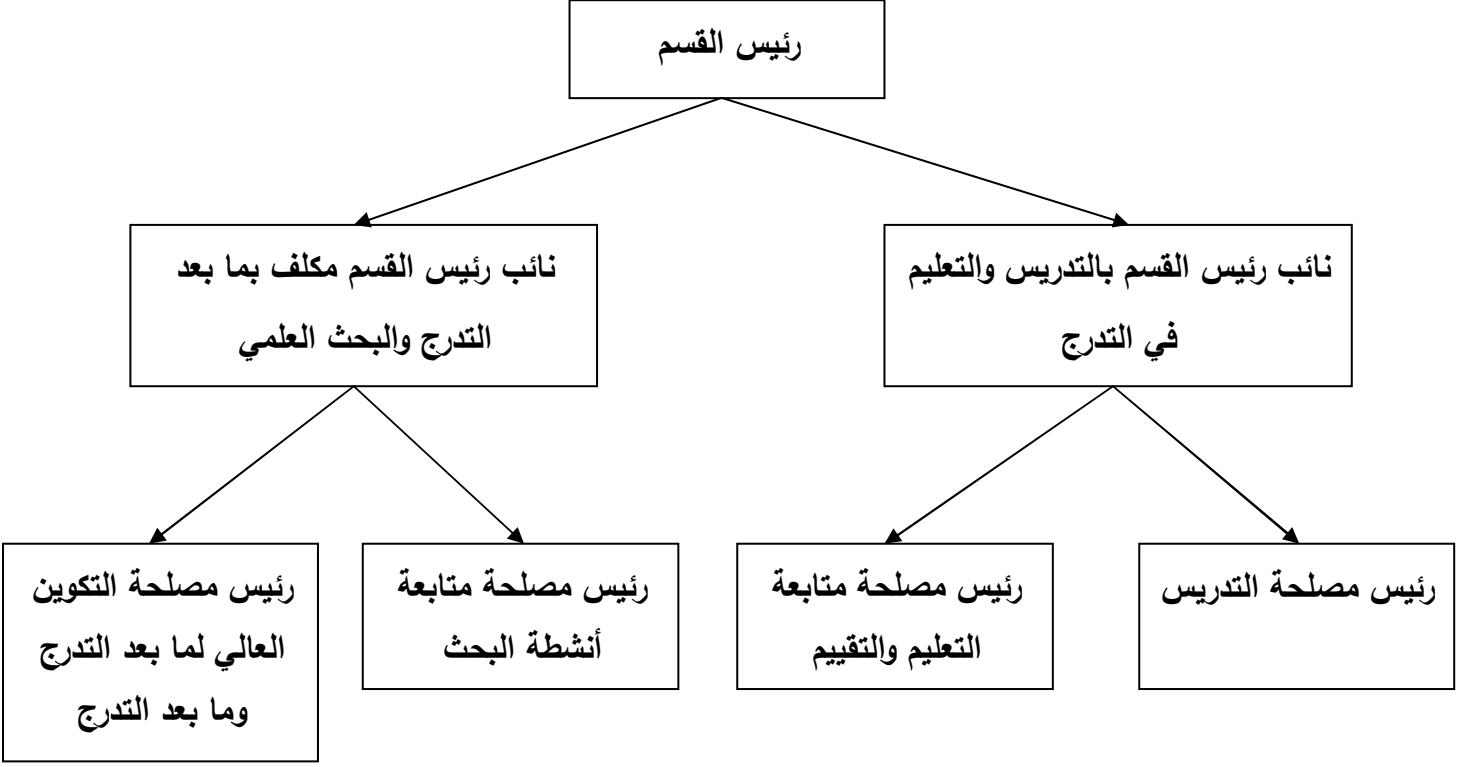 رئيس القسم
نائب رئيس القسم بالتدريس والتعليم
في التدرج
نائب رئيس القسم مكلف بما بعد
التدرج والبحث العلمي
رئيس مصلحة التدريس
رئيس مصلحة متابعة
التعليم والتقييم
رئيس مصلحة متابعة
أنشطة البحث
رئيس مصلحة التكوين
العالي لما بعد التدرج
وما بعد التدرج